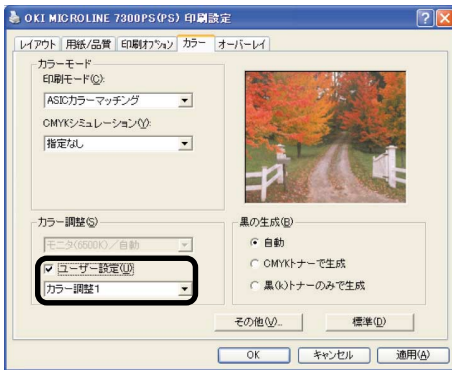 OKI MICROLINE 7300PS(PS) 印刷設定
レイアウト 用紙/品質 印刷オプション カラー オーバーレイ
カラーモード
印刷モード(C):
ASICカラーマッチング
CMYKシミュレーション(Y):
指定なし
カラー調整(S)
モニタ(6500K)/自動
ユーザー設定(U)
カラー調整1
黒の生成(B)
自動
CMYKトナーで生成
黒(k)トナーのみで生成
その他(V)... 標準(D)
OK キャンセル 適用(A)